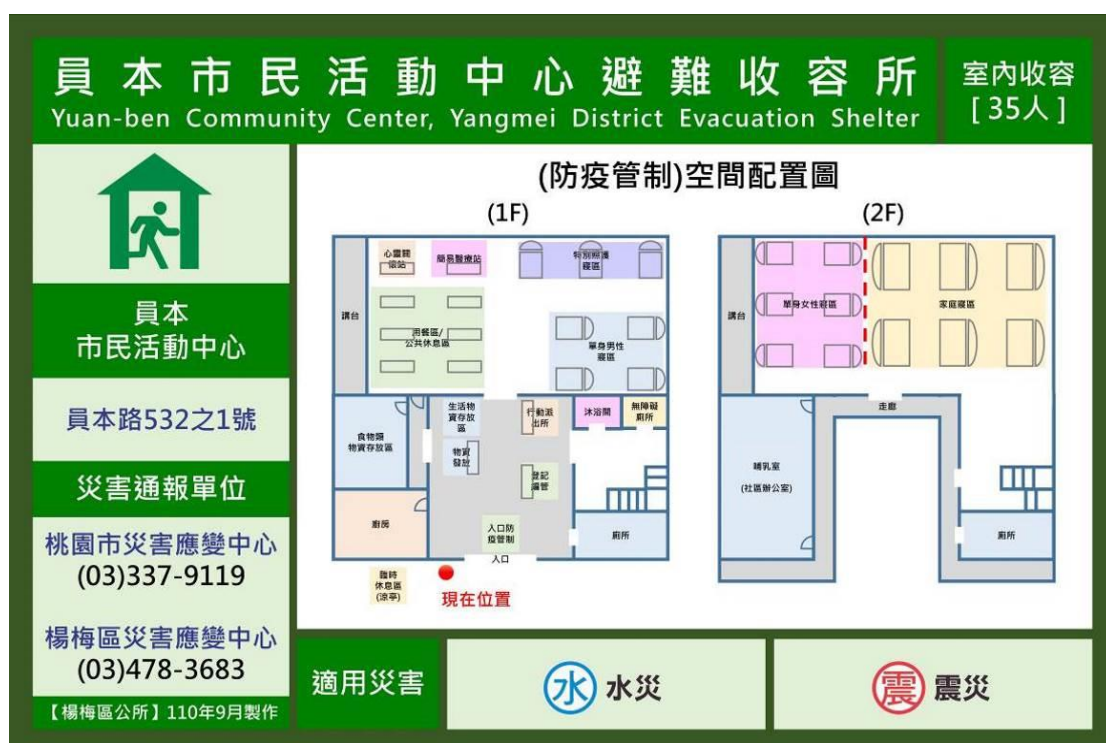 員本市民活動中心避難收容所
Yuan-ben Community Center, Yangmei District Evacuation Shelter
室內收容
[ 35人 ]
員本
市民活動中心
員本路532之1號
災害通報單位
桃園市災害應變中心
(03)337-9119
楊梅區災害應變中心
(03)478-3683
【楊梅區公所】110年9月製作
(防疫管制)空間配置圖
(1F)
心靈關
懷站
簡易醫療站
特別照護
寢區
講台
用餐區/
公共休息區
單身男性
寢區
生活物
資存放
區
行動派
出所
沐浴間
無障礙
廁所
食物類
物資存放區
物資
發放
登記
編管
廚房
入口防
疫管制
廁所
入口
臨時
休息區
(涼亭)
現在位置
(2F)
講台
單身女性寢區
家庭寢區
走廊
哺乳室
(社區辦公室)
廁所
適用災害
水 水災
震 震災